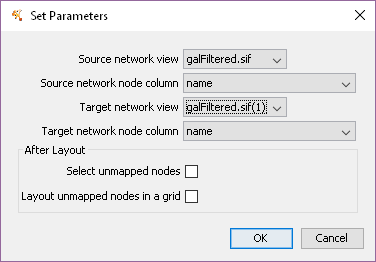 Set Parameters
Source network view galFiltered.sif
Source network node column name
Target network view galFiltered.sif(1)
Target network node column name
After Layout
Select unmapped nodes
Layout unmapped nodes in a grid
OK Cancel